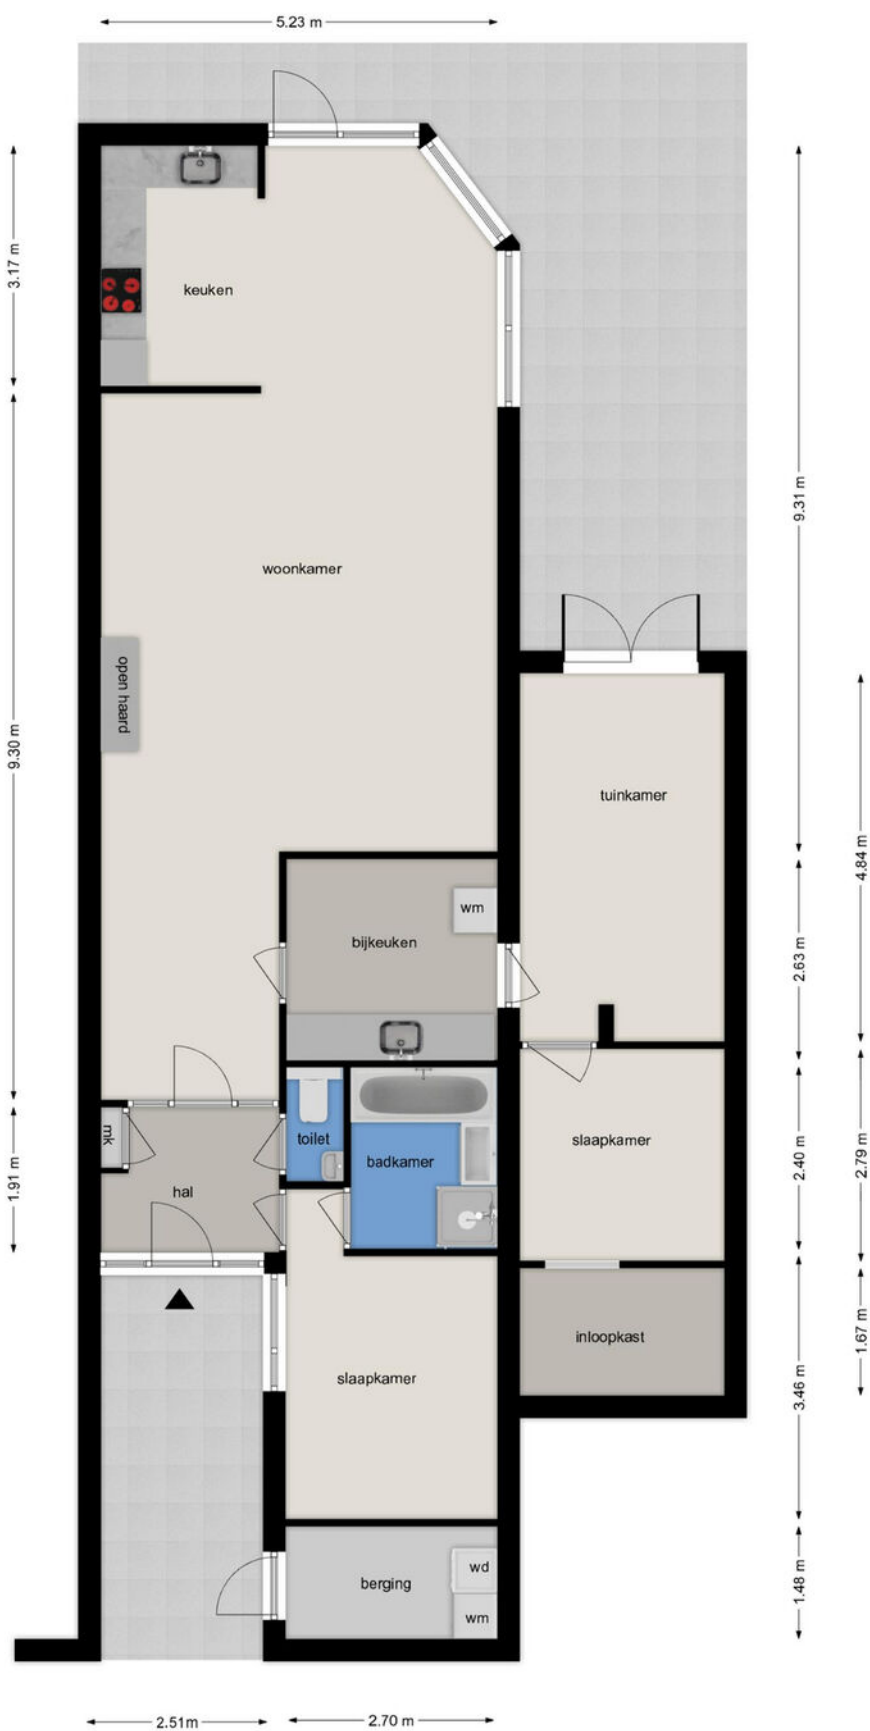 5.23 m
3.17 m
keuken
9.31 m
woonkamer
open haard
9.30 m
tuinkamer
4.84 m
wm
bijkeuken
2.63 m
mk
toilet
badkamer
slaapkamer
2.40 m
2.79 m
1.91 m
hal
inloopkast
1.67 m
slaapkamer
3.46 m
wd
berging
wm
1.48 m
2.51m
2.70 m